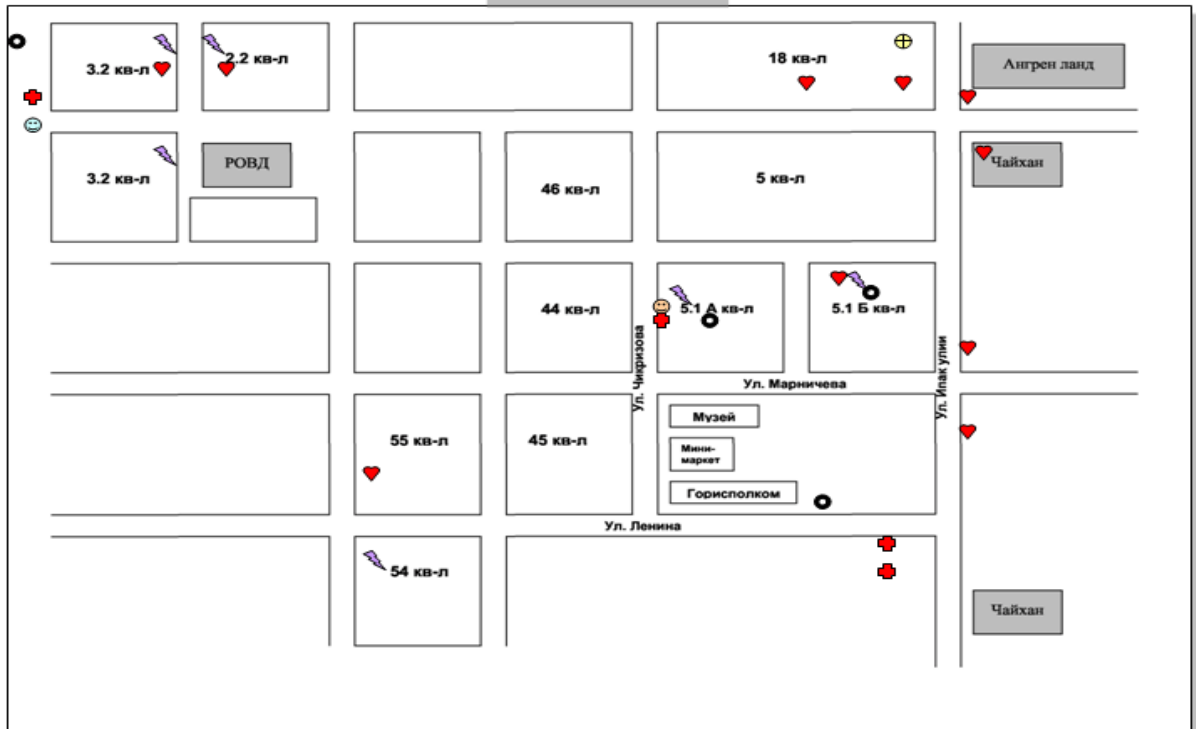 3.2 кв-л
2.2 кв-л
18 кв-л
Ангрен ланд
3.2 кв-л
РОВД
46 кв-л
5 кв-л
Чайхан
44 кв-л
5.1 А кв-л
5.1 Б кв-л
Ул. Чикризова
Ул. Ипак улии
Ул. Марничева
55 кв-л
45 кв-л
Музей
Мини-
маркет
Горисполком
Ул. Ленина
54 кв-л
Чайхан